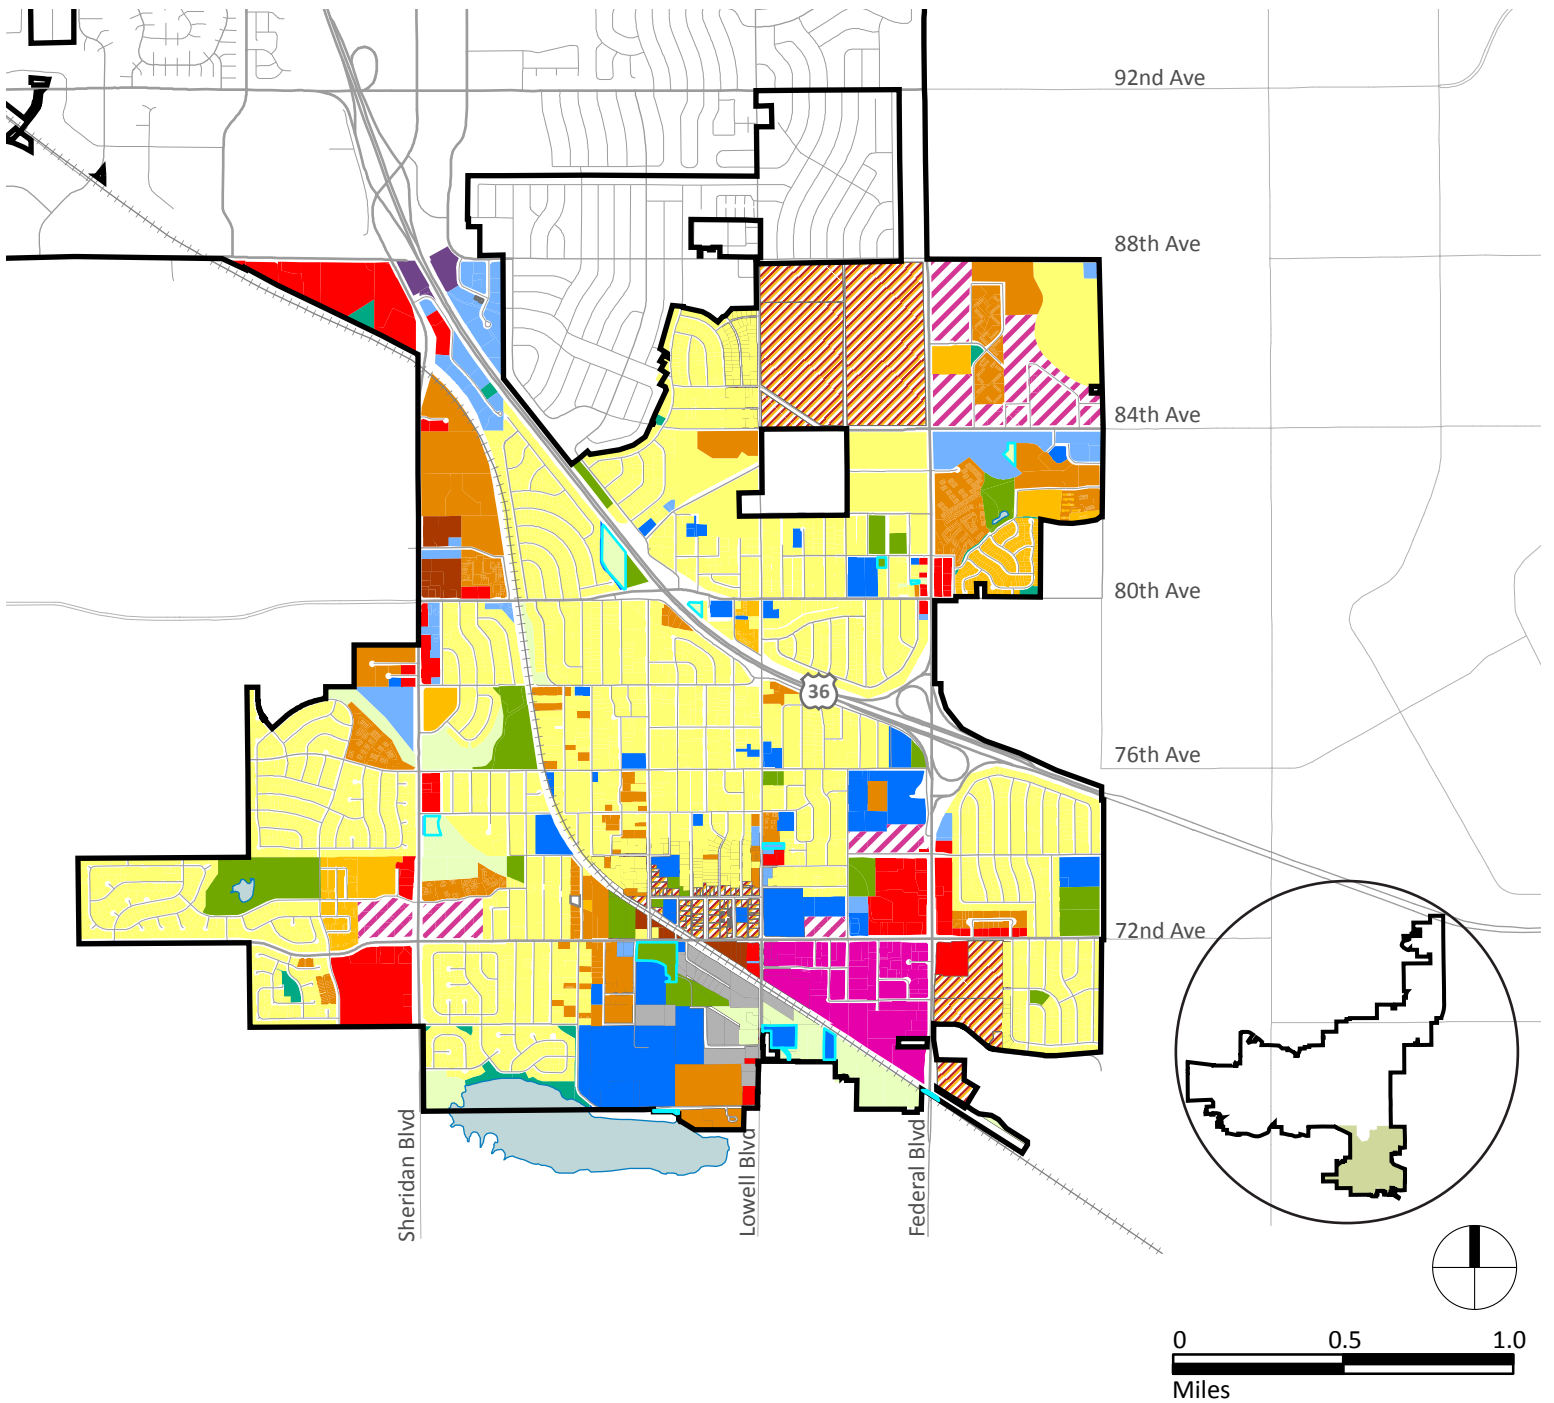 92nd Ave
88th Ave
84th Ave
80th Ave
36
76th Ave
72nd Ave
Sheridan Blvd
Lowell Blvd
Federal Blvd
0 0.5 1.0
Miles